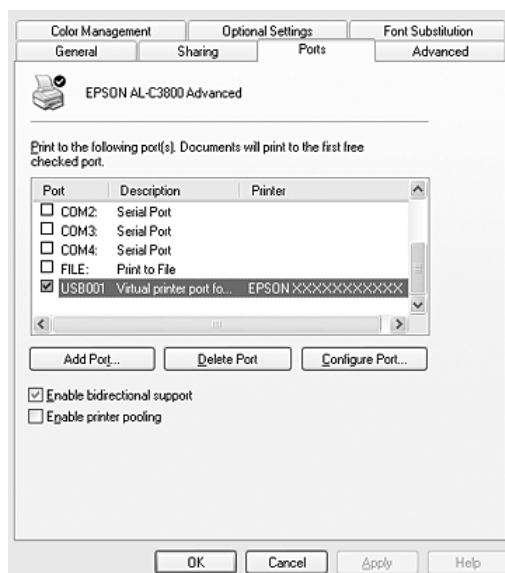 Color Management Optional Settings Font Substitution
General Sharing Ports Advanced
EPSON AL-C3800 Advanced
Print to the following port(s). Documents will print to the first free
checked port.
Port Description Printer
COM2: Serial Port
COM3: Serial Port
COM4: Serial Port
FILE: Print to File
USB001 Virtual printer port fo... EPSON XXXXXXXXXXX
Add Port... Delete Port Configure Port...
Enable bidirectional support
Enable printer pooling
OK Cancel Apply Help